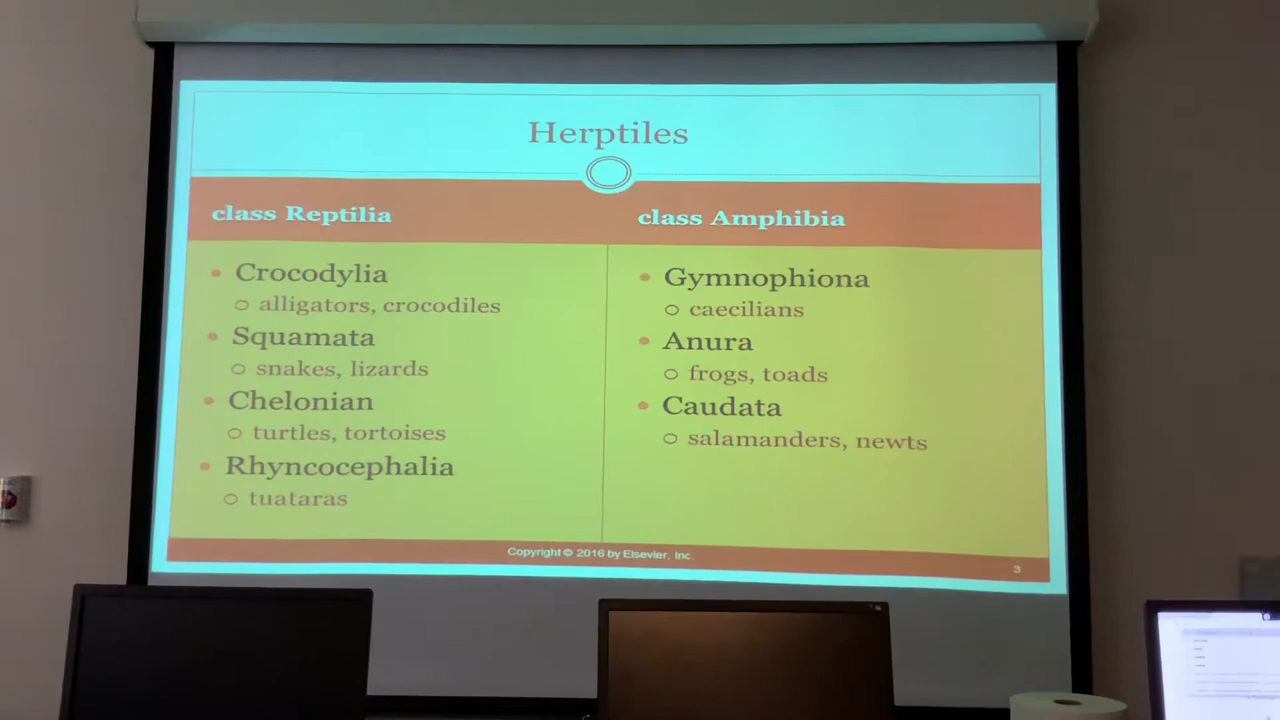 Herptiles
class Reptilia
Crocodylia
alligators, crocodiles
Squamata
snakes, lizards
Chelonian
turtles, tortoises
Rhyncocephalia
tuataras
class Amphibia
Gymnophiona
caecilians
Anura
frogs, toads
Caudata
salamanders, newts
Copyright © 2016 by Elsevier, Inc.
3